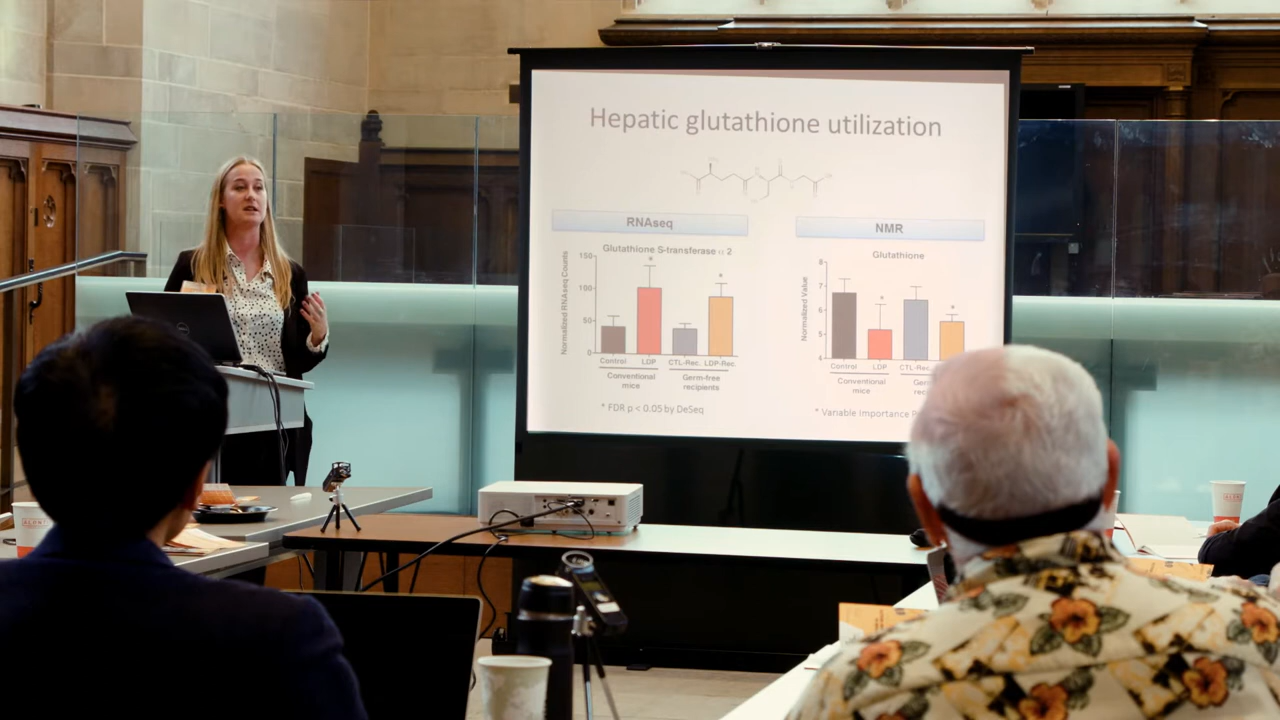 Hepatic glutathione utilization
RNAseq
Glutathione S-transferase α 2
Normalized RNAseq Counts
150
100
50
0
*
*
Control
LDP
CTL-Rec.
LDP-Rec.
Conventional
mice
Germ-free
recipients
* FDR p < 0.05 by DeSeq
NMR
Glutathione
Normalized Value
8
7
6
5
4
*
*
Control
LDP
CTL-Rec.
Conventional
mice
* Variable Importance